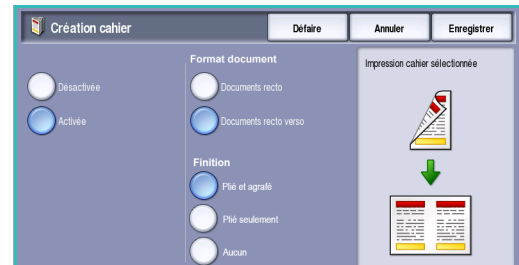 Création cahier
Défaire
Annuler
Enregistrer
Désactivée
Activée
Format document
Documents recto
Documents recto verso
Finition
Plié et agrafé
Plié seulement
Aucun
Impression cahier sélectionnée